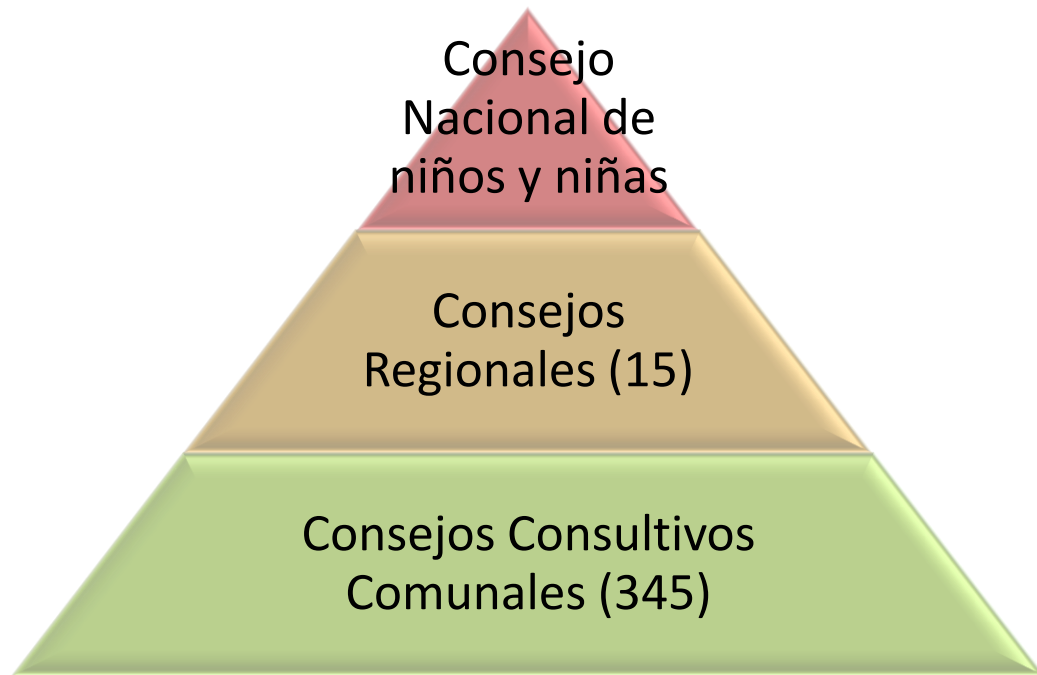 Consejo
Nacional de
niños y niñas
Consejos
Regionales (15)
Consejos Consultivos
Comunales (345)